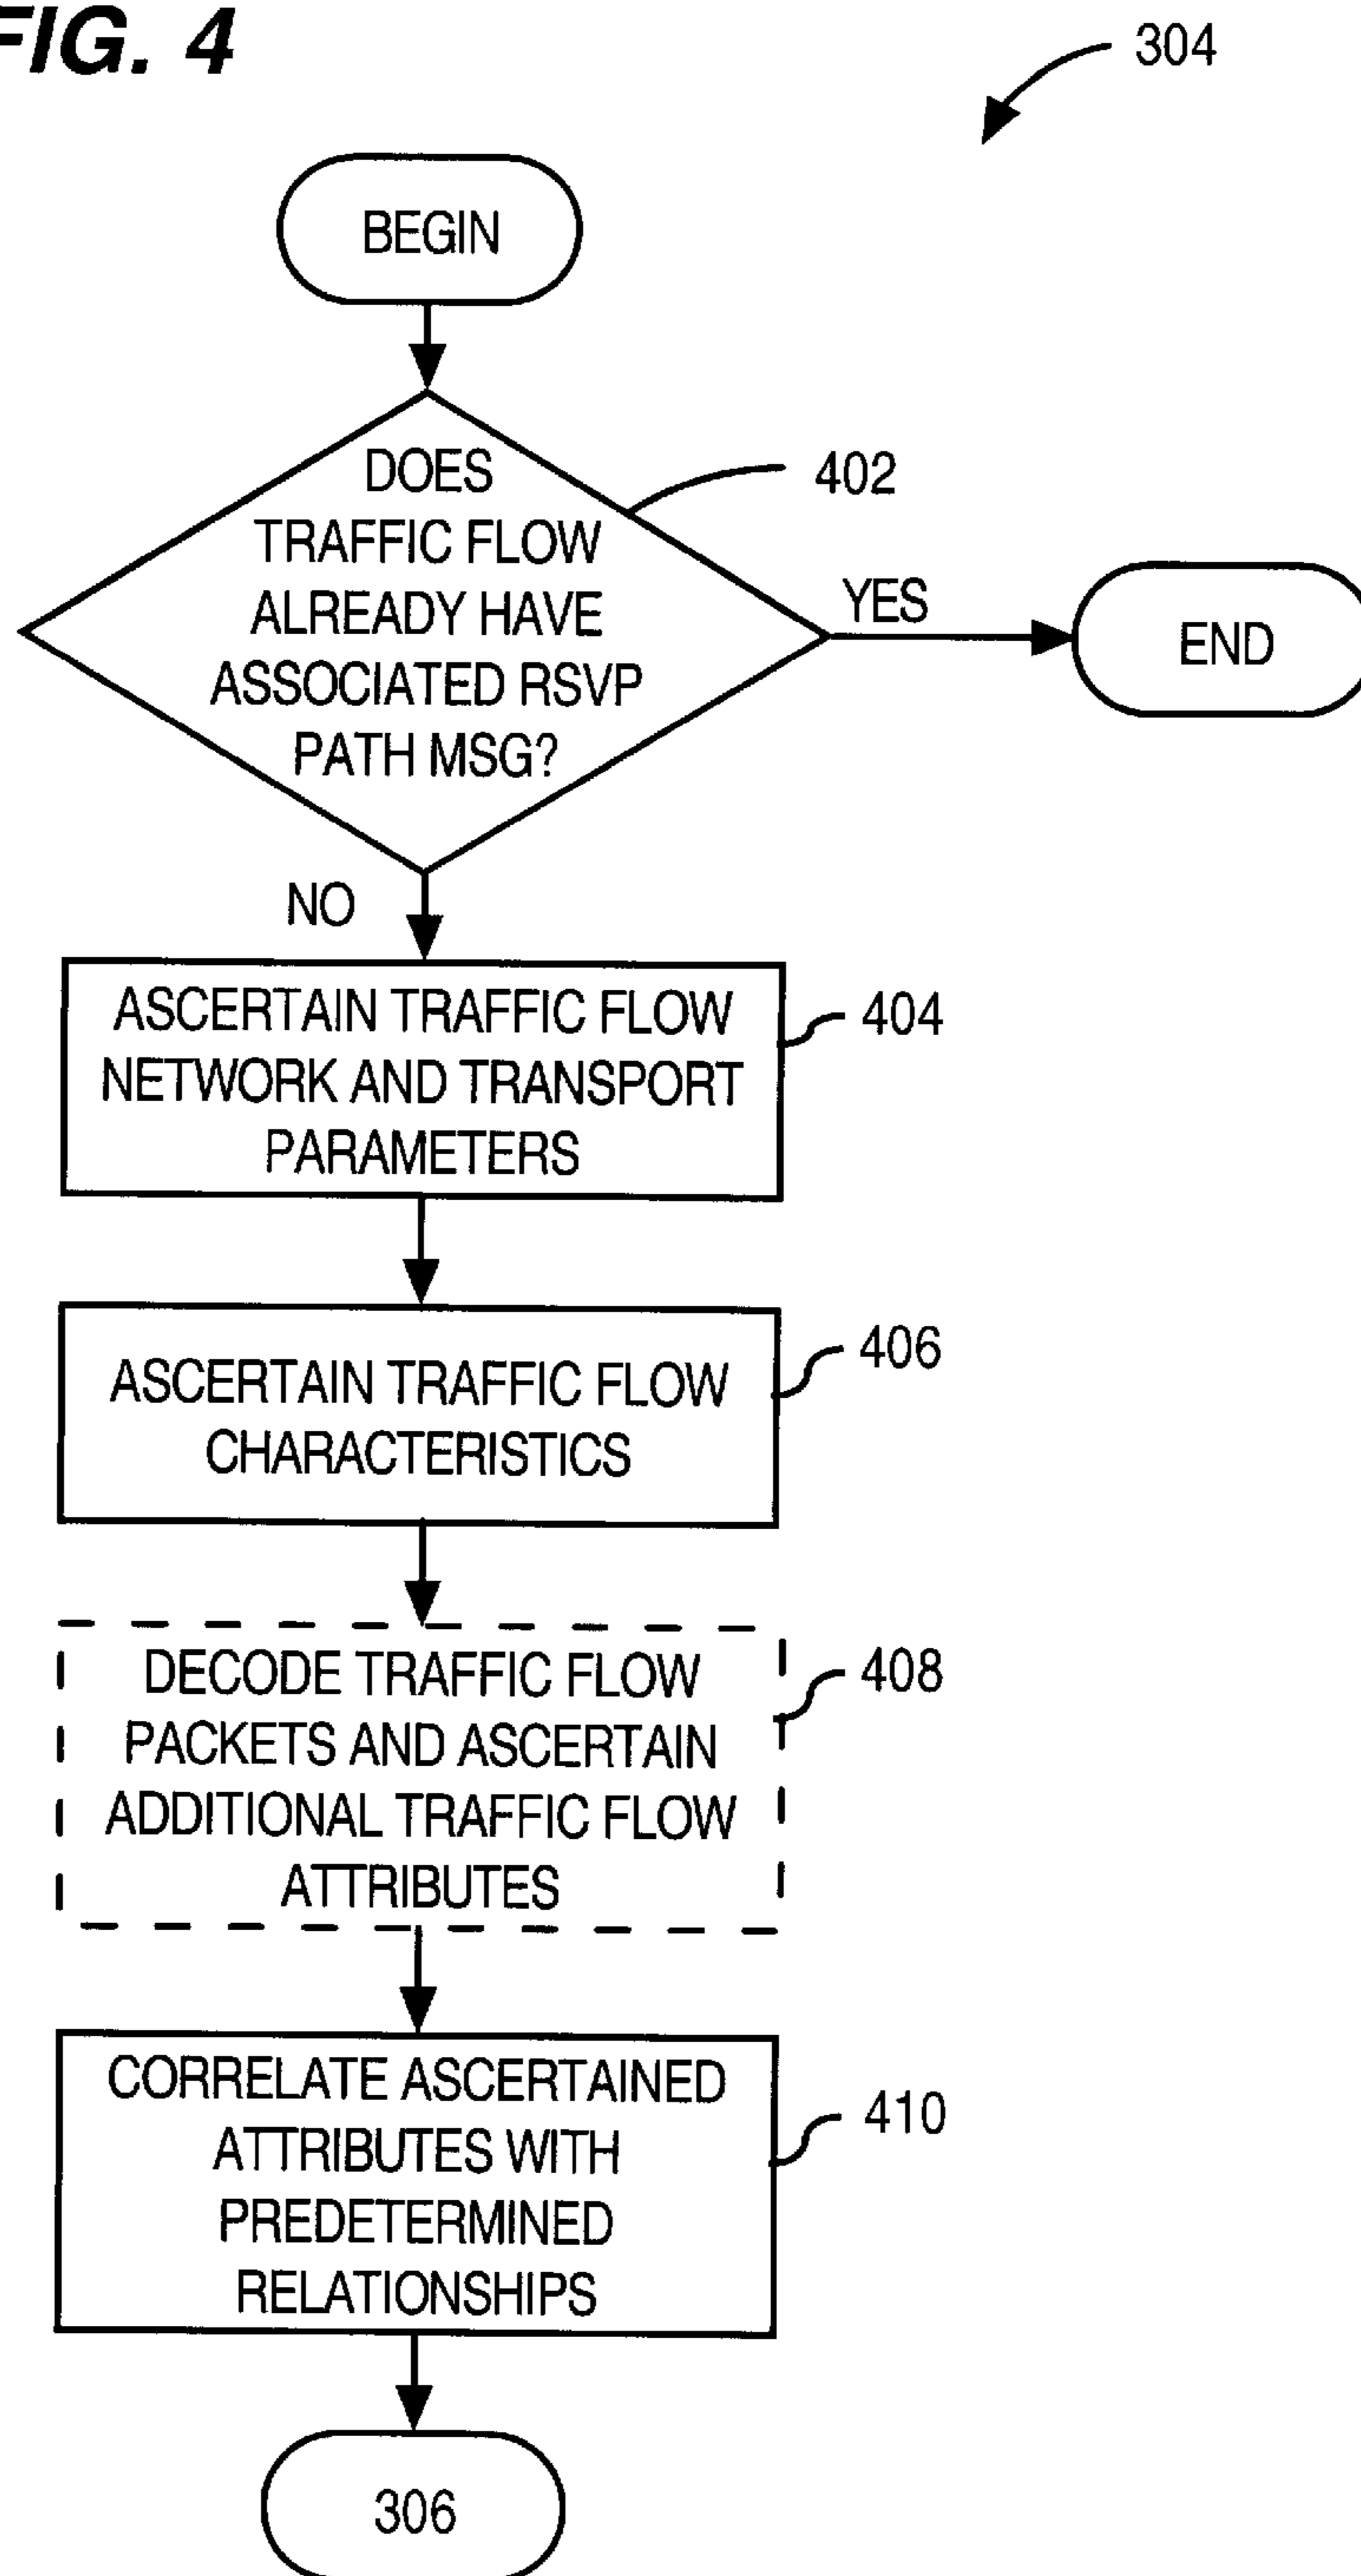 FIG. 4
304
BEGIN
DOES
TRAFFIC FLOW
ALREADY HAVE
ASSOCIATED RSVP
PATH MSG?
402
YES
END
NO
ASCERTAIN TRAFFIC FLOW
NETWORK AND TRANSPORT
PARAMETERS
404
ASCERTAIN TRAFFIC FLOW
CHARACTERISTICS
406
DECODE TRAFFIC FLOW
PACKETS AND ASCERTAIN
ADDITIONAL TRAFFIC FLOW
ATTRIBUTES
408
CORRELATE ASCERTAINED
ATTRIBUTES WITH
PREDETERMINED
RELATIONSHIPS
410
306